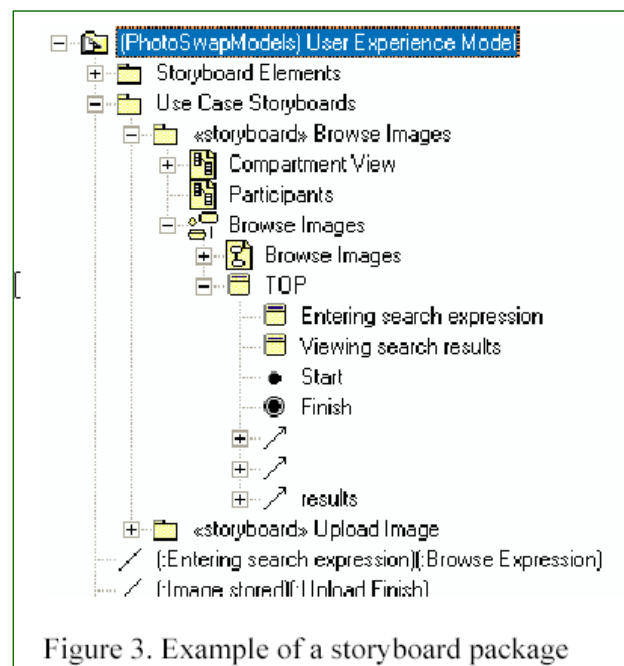 (PhotoSwapModels) User Experience Model
Storyboard Elements
Use Case Storyboards
«storyboard» Browse Images
Compartment View
Participants
Browse Images
Browse Images
TOP
Entering search expression
Viewing search results
Start
Finish
results
«storyboard» Upload Image
(:Entering search expression)(:Browse Expression)
(:Image stored)(:Upload Finish)
Figure 3. Example of a storyboard package